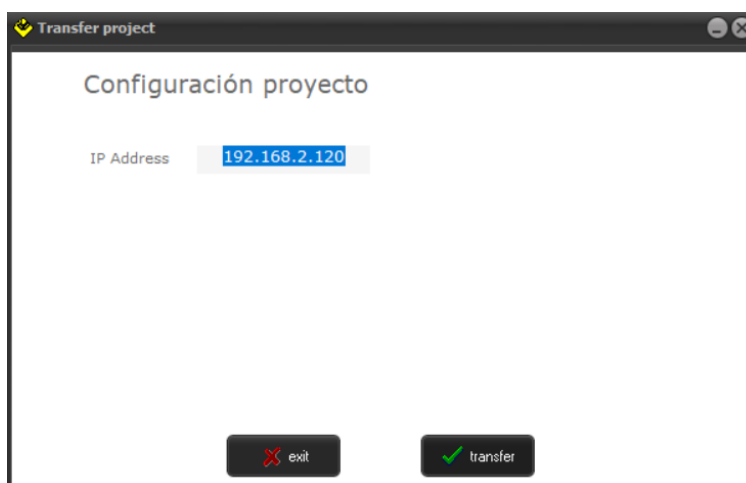 Transfer project
Configuración proyecto
IP Address 192.168.2.120
exit transfer